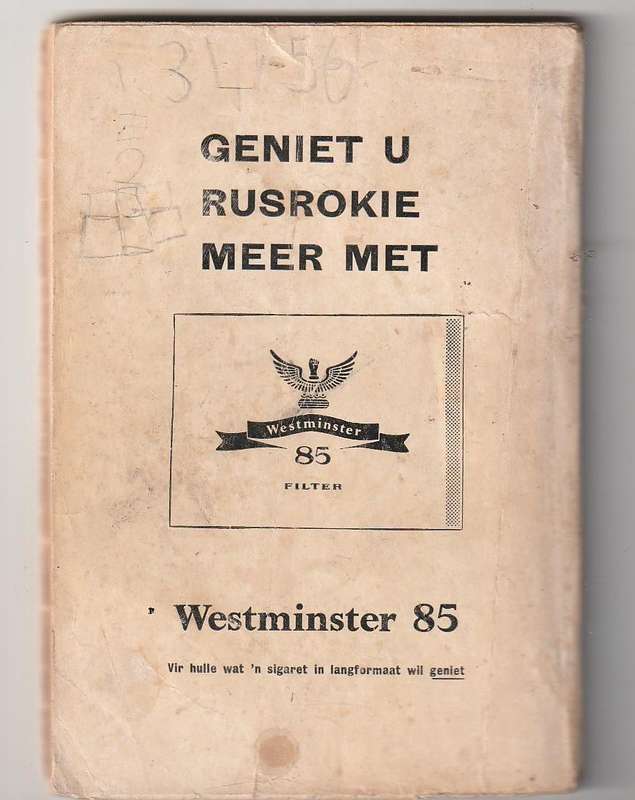 GENIET U
RUSROKIE
MEER MET
Westminster
85
FILTER
Westminster 85
Vir hulle wat 'n sigaret in langformaat wil geniet